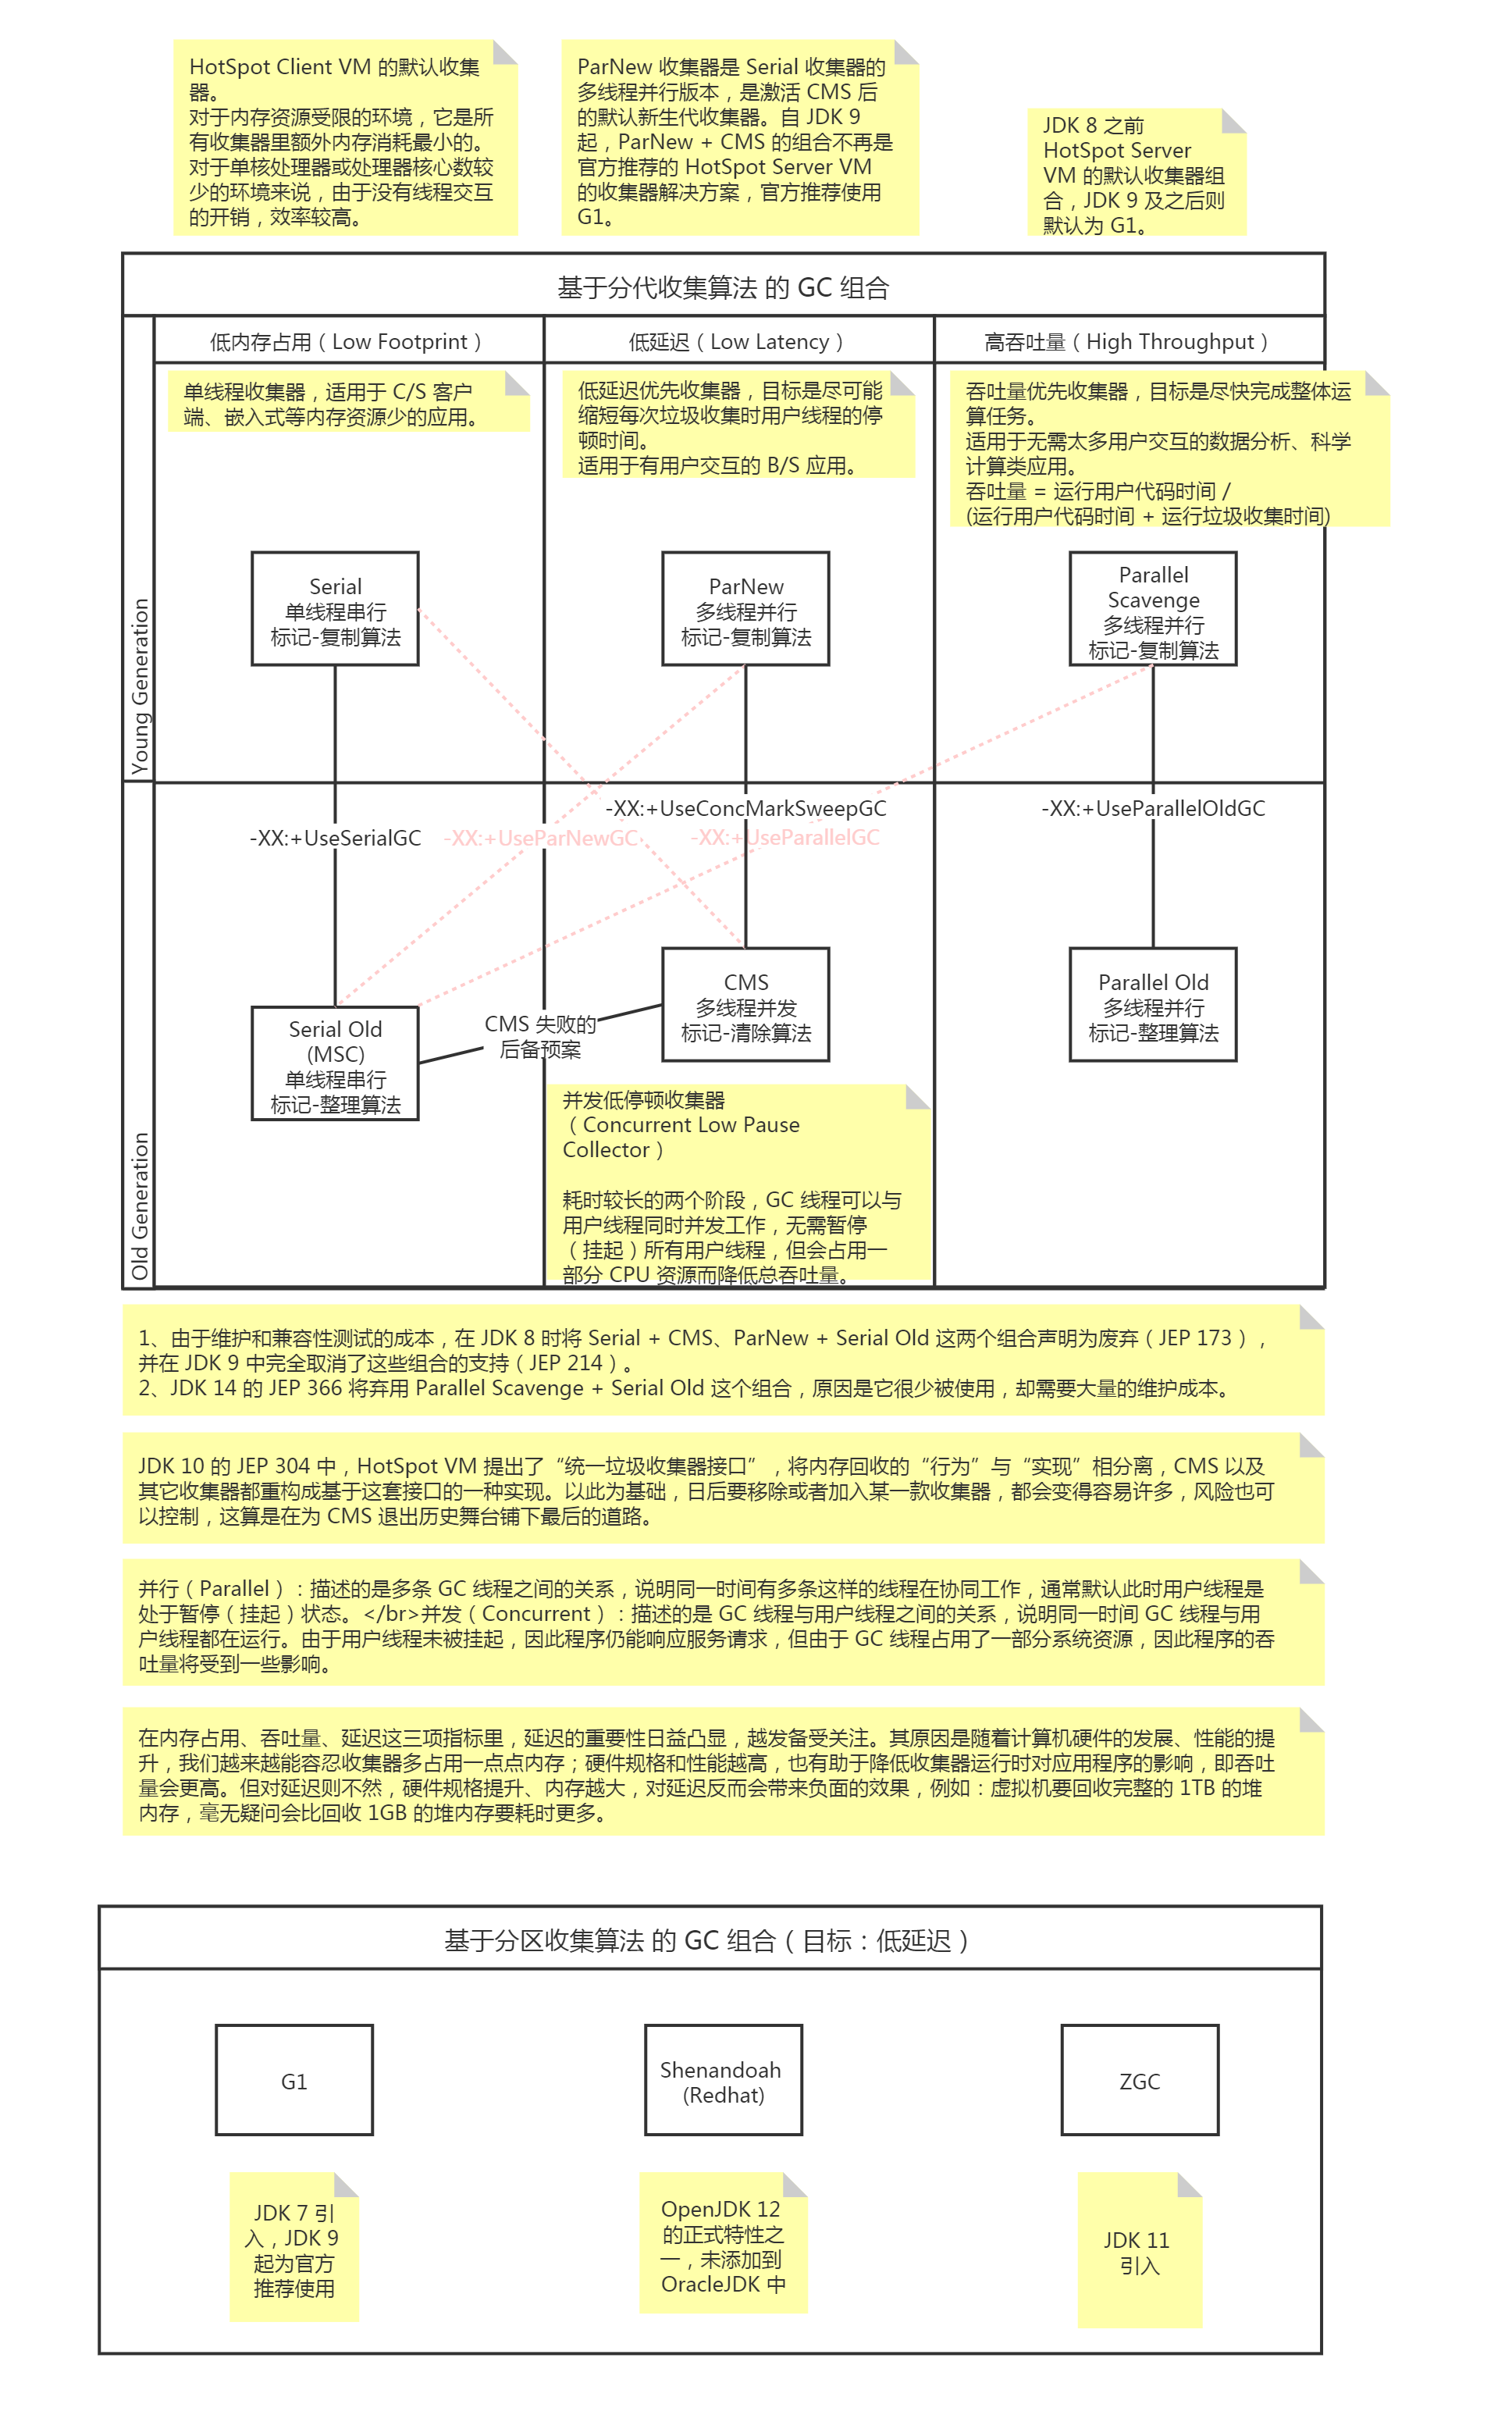 HotSpot Client VM 的默认收集
器。
对于内存资源受限的环境，它是所
有收集器里额外内存消耗最小的。
对于单核处理器或处理器核心数较
少的环境来说，由于没有线程交互
的开销，效率较高。
ParNew 收集器是 Serial 收集器的
多线程并行版本，是激活 CMS 后
的默认新生代收集器。自 JDK 9
起，ParNew + CMS 的组合不再是
官方推荐的 HotSpot Server VM
的收集器解决方案，官方推荐使用
G1。
JDK 8 之前
HotSpot Server
VM 的默认收集器组
合，JDK 9 及之后则
默认为 G1。
基于分代收集算法 的 GC 组合
低内存占用（Low Footprint）
低延迟（Low Latency）
高吞吐量（High Throughput）
单线程收集器，适用于 C/S 客户
端、嵌入式等内存资源少的应用。
低延迟优先收集器，目标是尽可能
缩短每次垃圾收集时用户线程的停
顿时间。
适用于有用户交互的 B/S 应用。
吞吐量优先收集器，目标是尽快完成整体运
算任务。
适用于无需太多用户交互的数据分析、科学
计算类应用。
吞吐量 = 运行用户代码时间 /
(运行用户代码时间 + 运行垃圾收集时间)
Young Generation
Serial
单线程串行
标记-复制算法
ParNew
多线程并行
标记-复制算法
Parallel
Scavenge
多线程并行
标记-复制算法
-XX:+UseSerialGC
-XX:+UseParNewGC
-XX:+UseConcMarkSweepGC
-XX:+UseParallelGC
-XX:+UseParallelOldGC
Old Generation
Serial Old
(MSC)
单线程串行
标记-整理算法
CMS 失败的
后备预案
CMS
多线程并发
标记-清除算法
Parallel Old
多线程并行
标记-整理算法
并发低停顿收集器
（Concurrent Low Pause
Collector）
耗时较长的两个阶段，GC 线程可以与
用户线程同时并发工作，无需暂停
（挂起）所有用户线程，但会占用一
部分 CPU 资源而降低总吞吐量。
1、由于维护和兼容性测试的成本，在 JDK 8 时将 Serial + CMS、ParNew + Serial Old 这两个组合声明为废弃（JEP 173），
并在 JDK 9 中完全取消了这些组合的支持（JEP 214）。
2、JDK 14 的 JEP 366 将弃用 Parallel Scavenge + Serial Old 这个组合，原因是它很少被使用，却需要大量的维护成本。
JDK 10 的 JEP 304 中，HotSpot VM 提出了“统一垃圾收集器接口”，将内存回收的“行为”与“实现”相分离，CMS 以及
其它收集器都重构成基于这套接口的一种实现。以此为基础，日后要移除或者加入某一款收集器，都会变得容易许多，风险也可
以控制，这算是在为 CMS 退出历史舞台铺下最后的道路。
并行（Parallel）：描述的是多条 GC 线程之间的关系，说明同一时间有多条这样的线程在协同工作，通常默认此时用户线程是
处于暂停（挂起）状态。</br>并发（Concurrent）：描述的是 GC 线程与用户线程之间的关系，说明同一时间 GC 线程与用
户线程都在运行。由于用户线程未被挂起，因此程序仍能响应服务请求，但由于 GC 线程占用了一部分系统资源，因此程序的吞
吐量将受到一些影响。
在内存占用、吞吐量、延迟这三项指标里，延迟的重要性日益凸显，越发备受关注。其原因是随着计算机硬件的发展、性能的提
升，我们越来越能容忍收集器多占用一点点内存；硬件规格和性能越高，也有助于降低收集器运行时对应用程序的影响，即吞吐
量会更高。但对延迟则不然，硬件规格提升、内存越大，对延迟反而会带来负面的效果，例如：虚拟机要回收完整的 1TB 的堆
内存，毫无疑问会比回收 1GB 的堆内存要耗时更多。
基于分区收集算法 的 GC 组合（目标：低延迟）
G1
Shenandoah
(Redhat)
ZGC
JDK 7 引
入，JDK 9
起为官方
推荐使用
OpenJDK 12
的正式特性之
一，未添加到
OracleJDK 中
JDK 11
引入